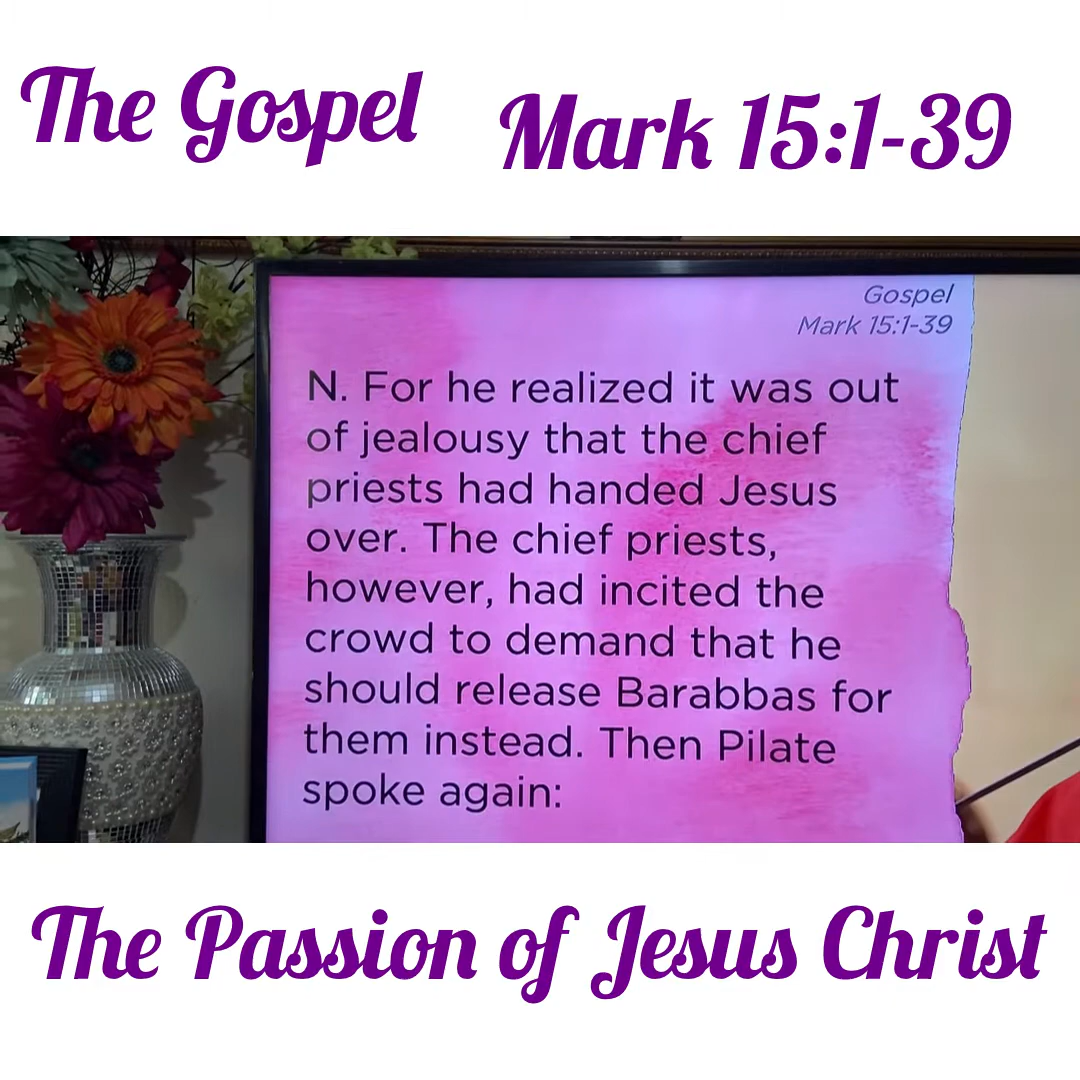 The Gospel Mark 15:1-39
Gospel
Mark 15:1-39
N. For he realized it was out
of jealousy that the chief
priests had handed Jesus
over. The chief priests,
however, had incited the
crowd to demand that he
should release Barabbas for
them instead. Then Pilate
spoke again:
The Passion of Jesus Christ